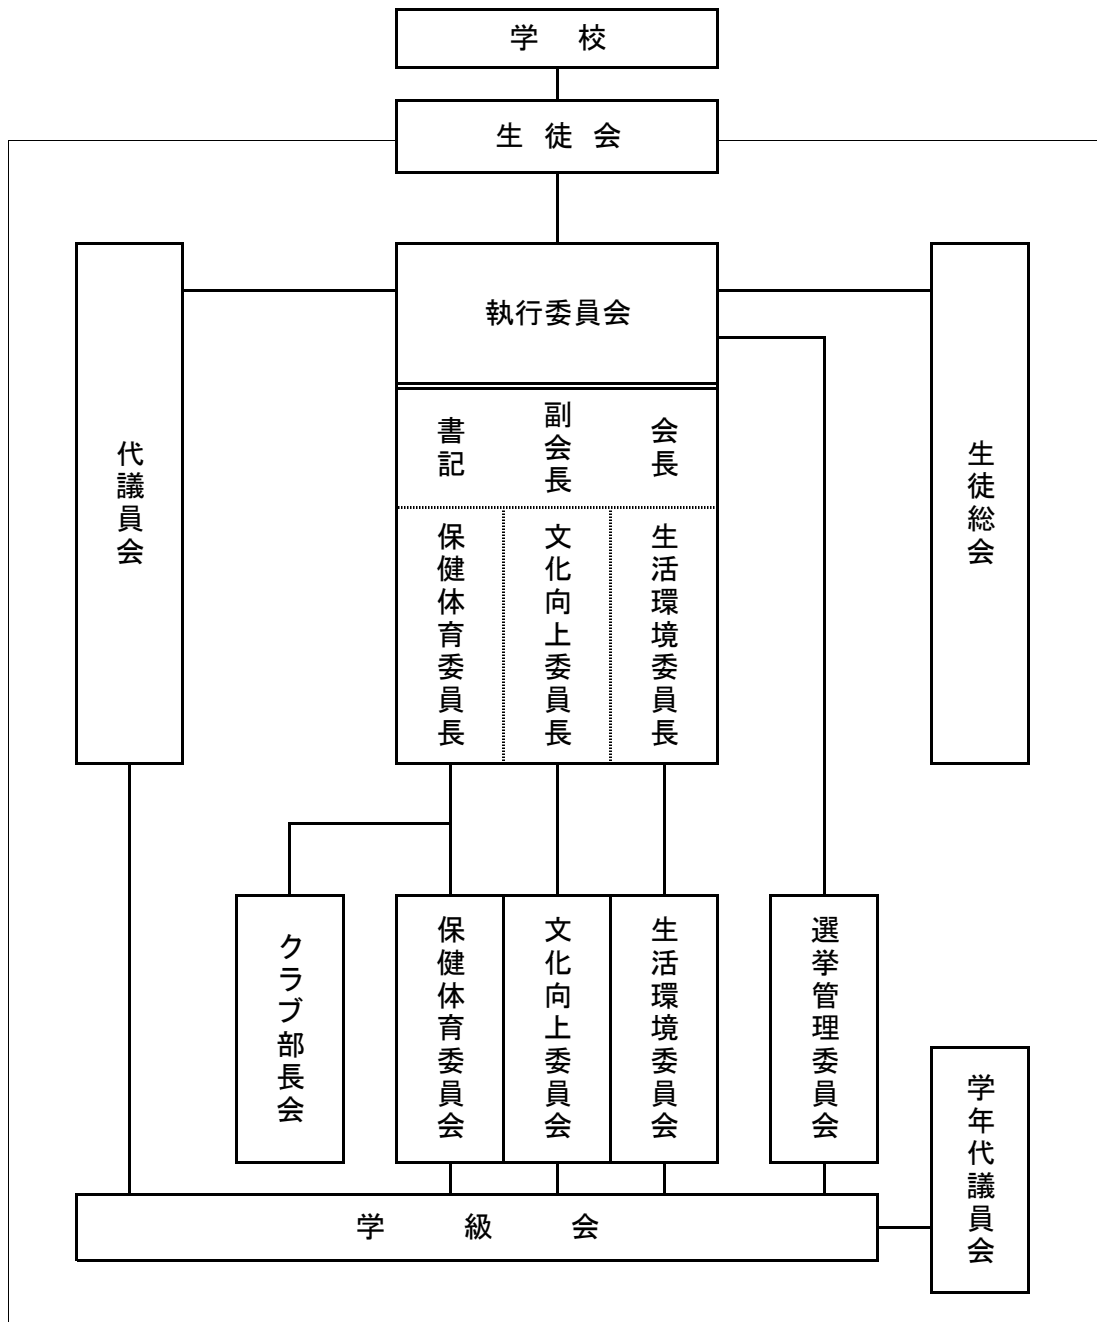 学　校
生 徒 会
執行委員会
代議員会
会長
副会長
書記
生徒総会
生活環境委員長
文化向上委員長
保健体育委員長
クラブ部長会
保健体育委員会
文化向上委員会
生活環境委員会
選挙管理委員会
学年代議員会
学　級　会